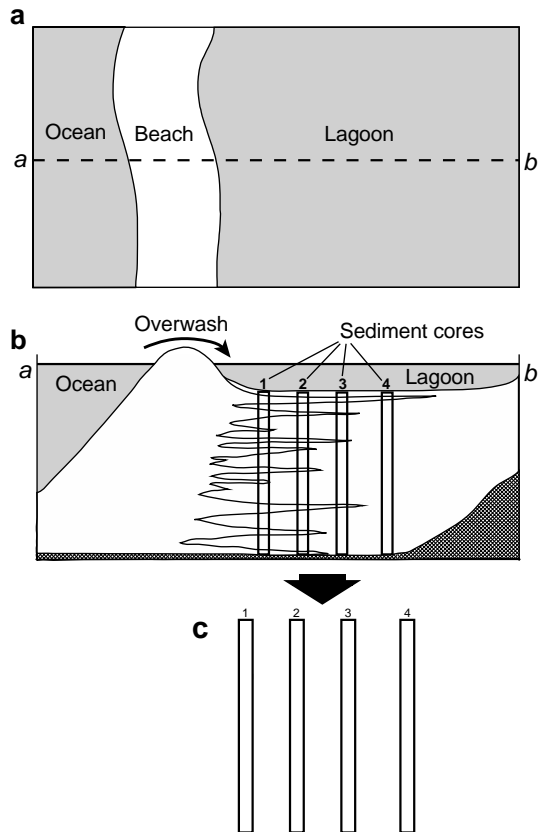 a
Ocean Beach Lagoon
a b
Overwash Sediment cores
b
a Ocean 1 2 3 4 Lagoon b
c
1 2 3 4